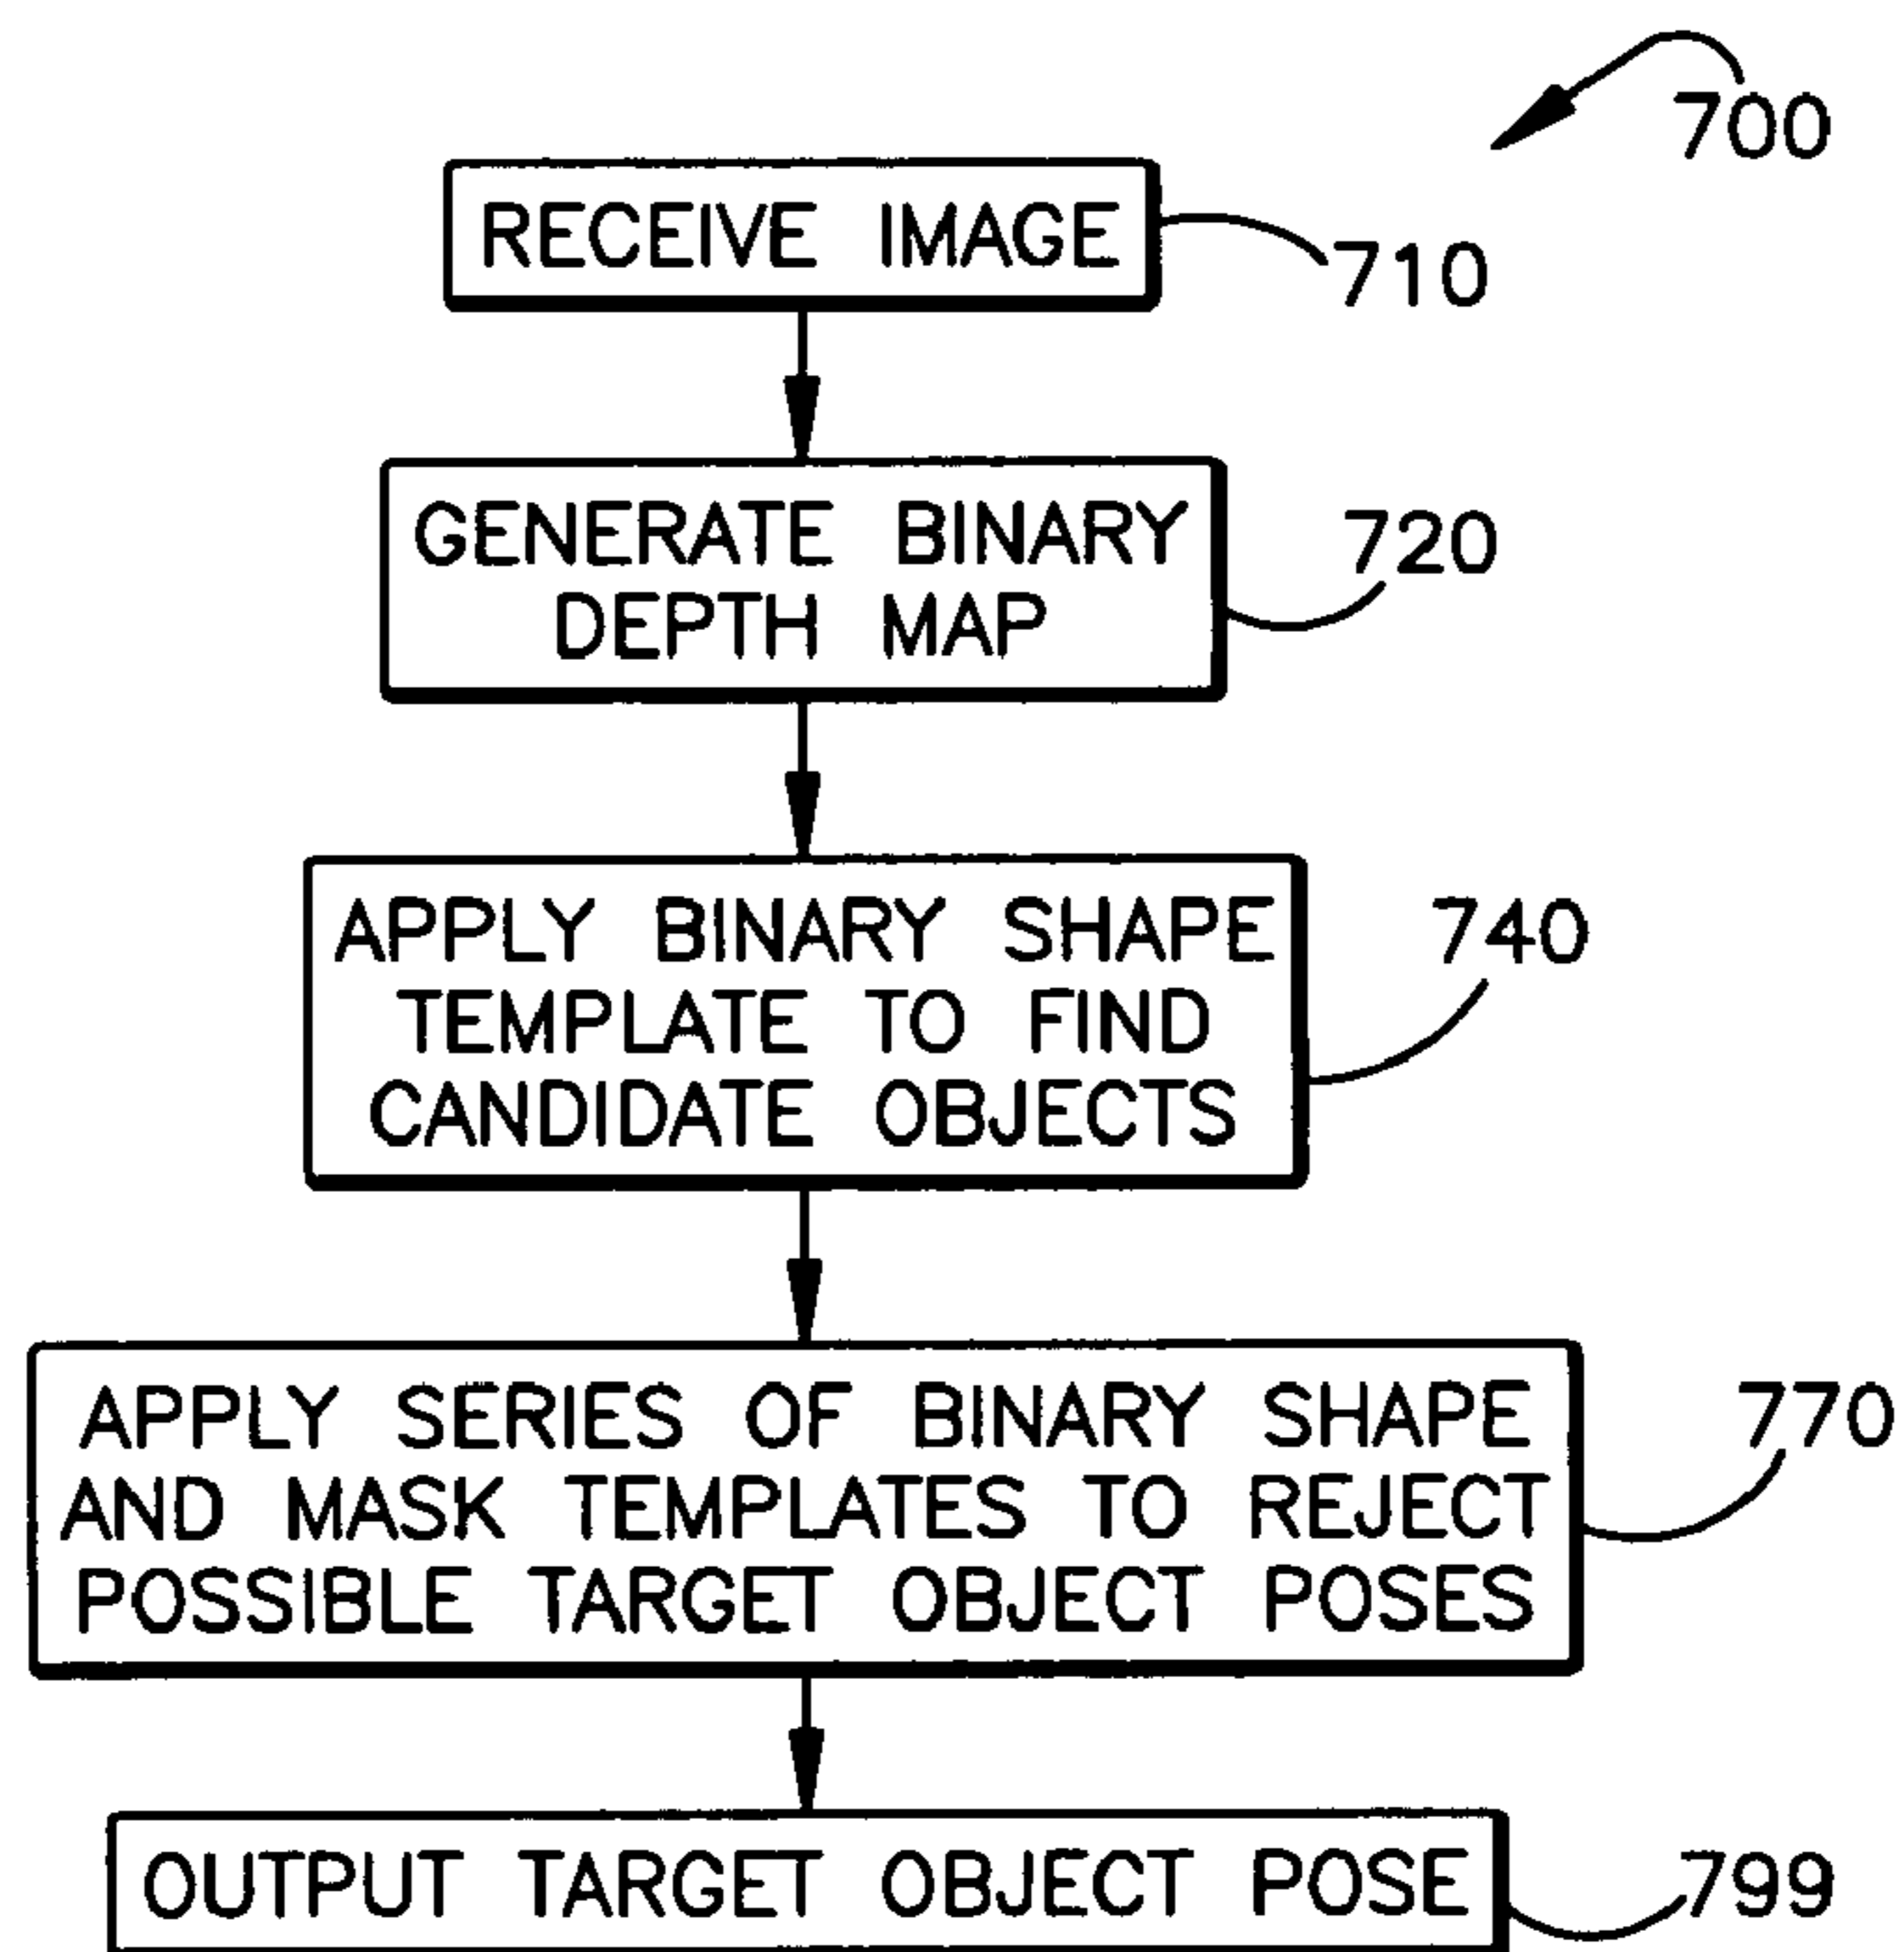 700
RECEIVE IMAGE
710
GENERATE BINARY
DEPTH MAP
720
APPLY BINARY SHAPE
TEMPLATE TO FIND
CANDIDATE OBJECTS
740
APPLY SERIES OF BINARY SHAPE
AND MASK TEMPLATES TO REJECT
POSSIBLE TARGET OBJECT POSES
770
OUTPUT TARGET OBJECT POSE
799